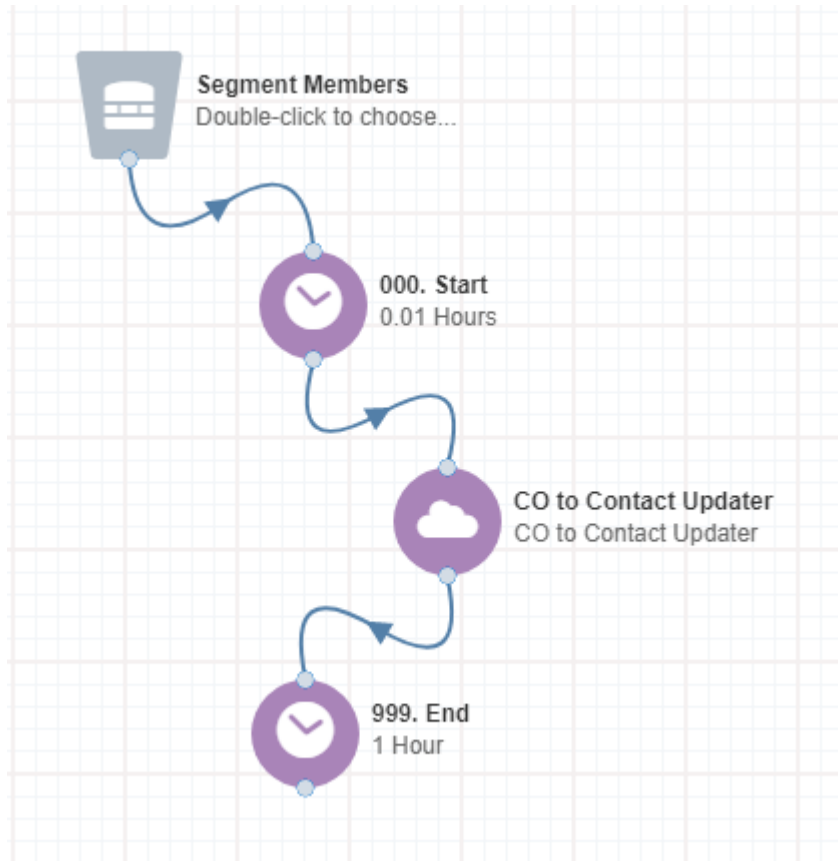 Segment Members
Double-click to choose...
000. Start
0.01 Hours
CO to Contact Updater
CO to Contact Updater
999. End
1 Hour